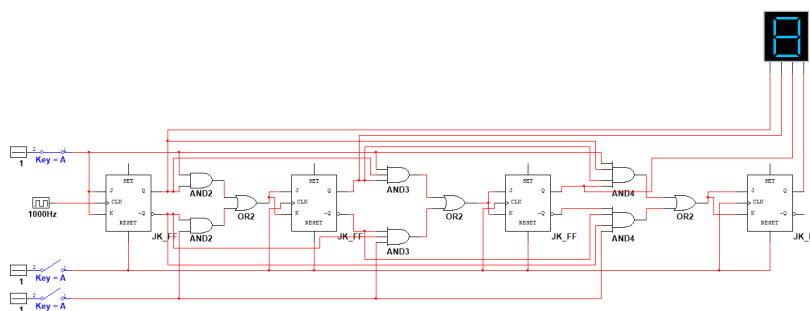 1
Key = A
1000Hz
SET
J Q
CLK
K ~Q
RESET
JK_FF
AND2
AND2
OR2
SET
J Q
CLK
K ~Q
RESET
JK_FF
AND3
AND3
OR2
SET
J Q
CLK
K ~Q
RESET
JK_FF
AND4
AND4
OR2
SET
J Q
CLK
K ~Q
RESET
JK_F
1
Key = A
1
Key = A